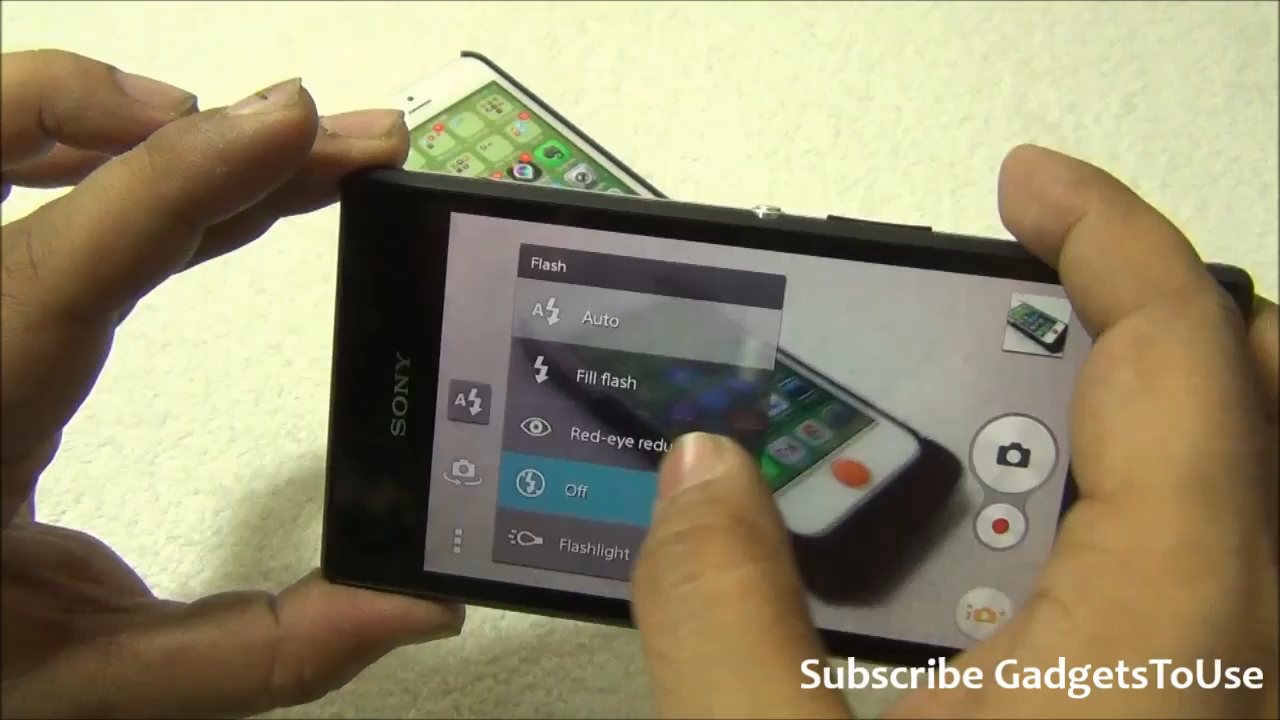 SONY
Flash
A
Auto
Fill flash
A
Red-eye redu
Off
Flashlight
Subscribe GadgetsToUse